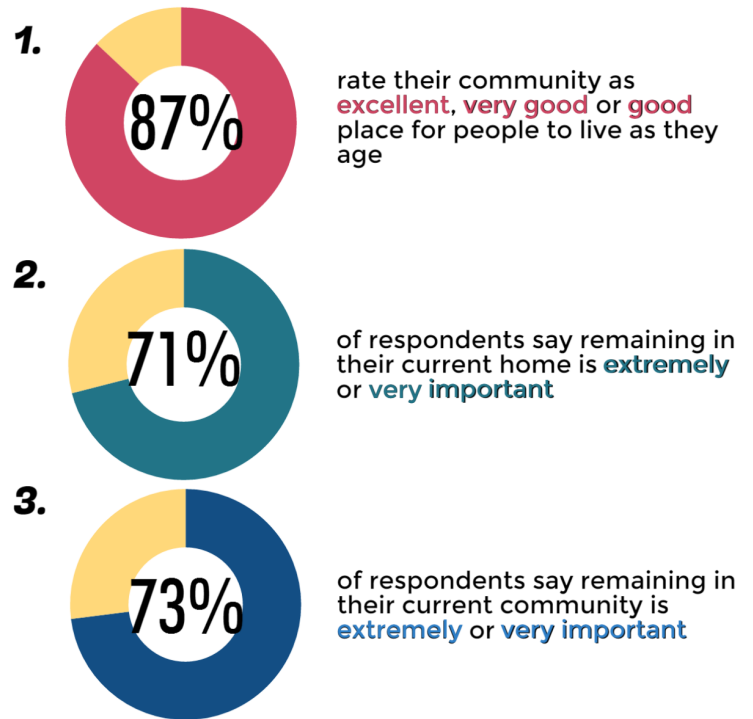 1.
87%
rate their community as
excellent, very good or good
place for people to live as they
age
2.
71%
of respondents say remaining in
their current home is extremely
or very important
3.
73%
of respondents say remaining in
their current community is
extremely or very important